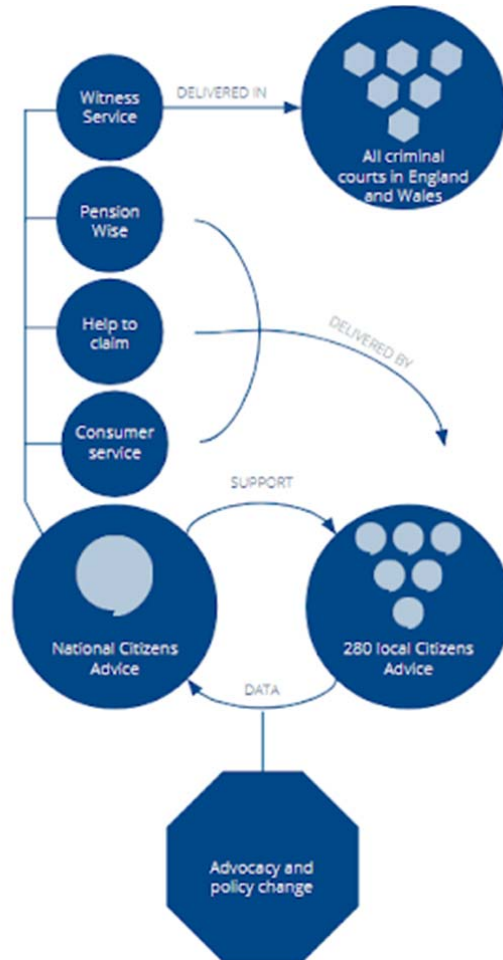 Witness
Service
DELIVERED IN
All criminal
courts in England
and Wales
Pension
Wise
Help to
claim
DELIVERED BY
Consumer
service
SUPPORT
National Citizens
Advice
280 local Citizens
Advice
DATA
Advocacy and
policy change